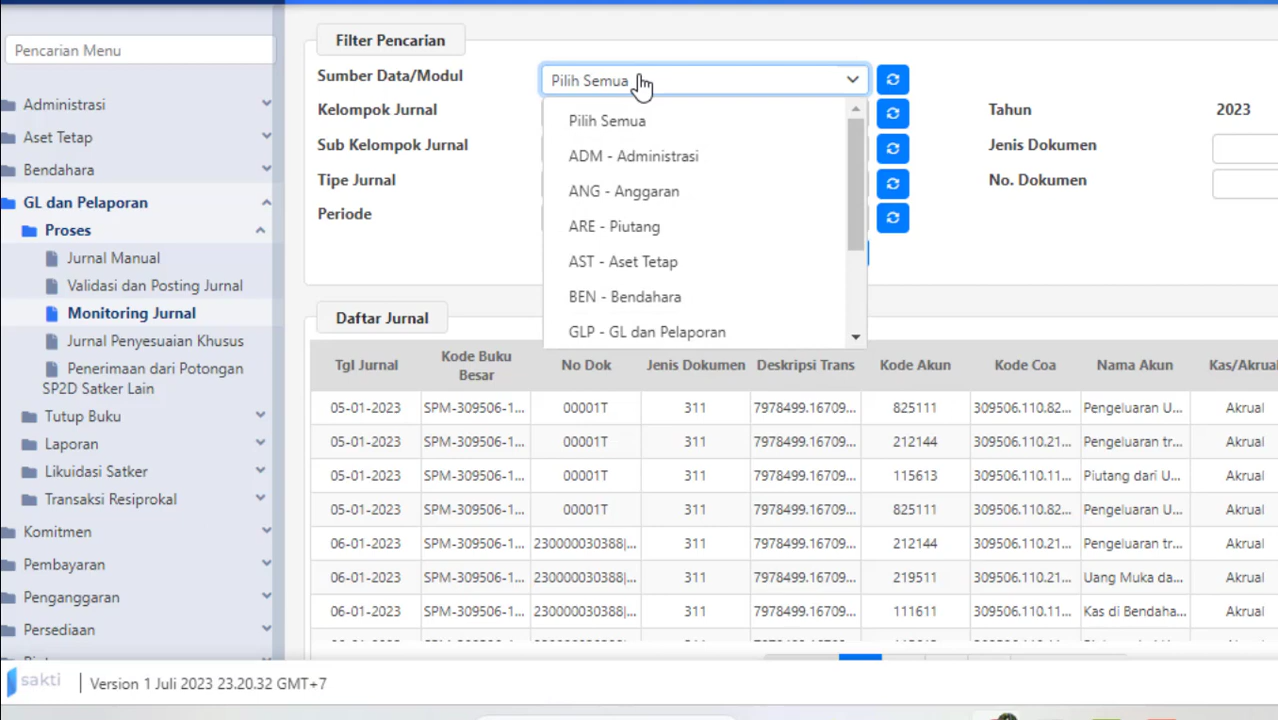 Pencarian Menu
Administrasi
Aset Tetap
Bendahara
GL dan Pelaporan
Proses
Jurnal Manual
Validasi dan Posting Jurnal
Monitoring Jurnal
Jurnal Penyesuaian Khusus
Penerimaan dari Potongan
SP2D Satker Lain
Tutup Buku
Laporan
Likuidasi Satker
Transaksi Resiprokal
Komitmen
Pembayaran
Penganggaran
Persediaan
Filter Pencarian
Sumber Data/Modul
Pilih Semua
Kelompok Jurnal
Sub Kelompok Jurnal
Tipe Jurnal
Periode
Pilih Semua
ADM - Administrasi
ANG - Anggaran
ARE - Piutang
AST - Aset Tetap
BEN - Bendahara
GLP - GL dan Pelaporan
Tahun 2023
Jenis Dokumen
No. Dokumen
Daftar Jurnal
Tgl Jurnal Kode Buku Besar No Dok Jenis Dokumen Deskripsi Trans Kode Akun Kode Coa Nama Akun Kas/Akrual
05-01-2023 SPM-309506-1... 00001T 311 7978499.16709... 825111 309506.110.82... Pengeluaran U... Akrual
05-01-2023 SPM-309506-1... 00001T 311 7978499.16709... 212144 309506.110.21... Pengeluaran tr... Akrual
05-01-2023 SPM-309506-1... 00001T 311 7978499.16709... 115613 309506.110.11... Piutang dari U... Akrual
05-01-2023 SPM-309506-1... 00001T 311 7978499.16709... 825111 309506.110.82... Pengeluaran U... Akrual
06-01-2023 SPM-309506-1... 230000030388|... 311 7978499.16709... 212144 309506.110.21... Pengeluaran tr... Akrual
06-01-2023 SPM-309506-1... 230000030388|... 311 7978499.16709... 219511 309506.110.21... Uang Muka da... Akrual
06-01-2023 SPM-309506-1... 230000030388|... 311 7978499.16709... 111611 309506.110.11... Kas di Bendaha... Akrual
sakti
Version 1 Juli 2023 23.20.32 GMT+7